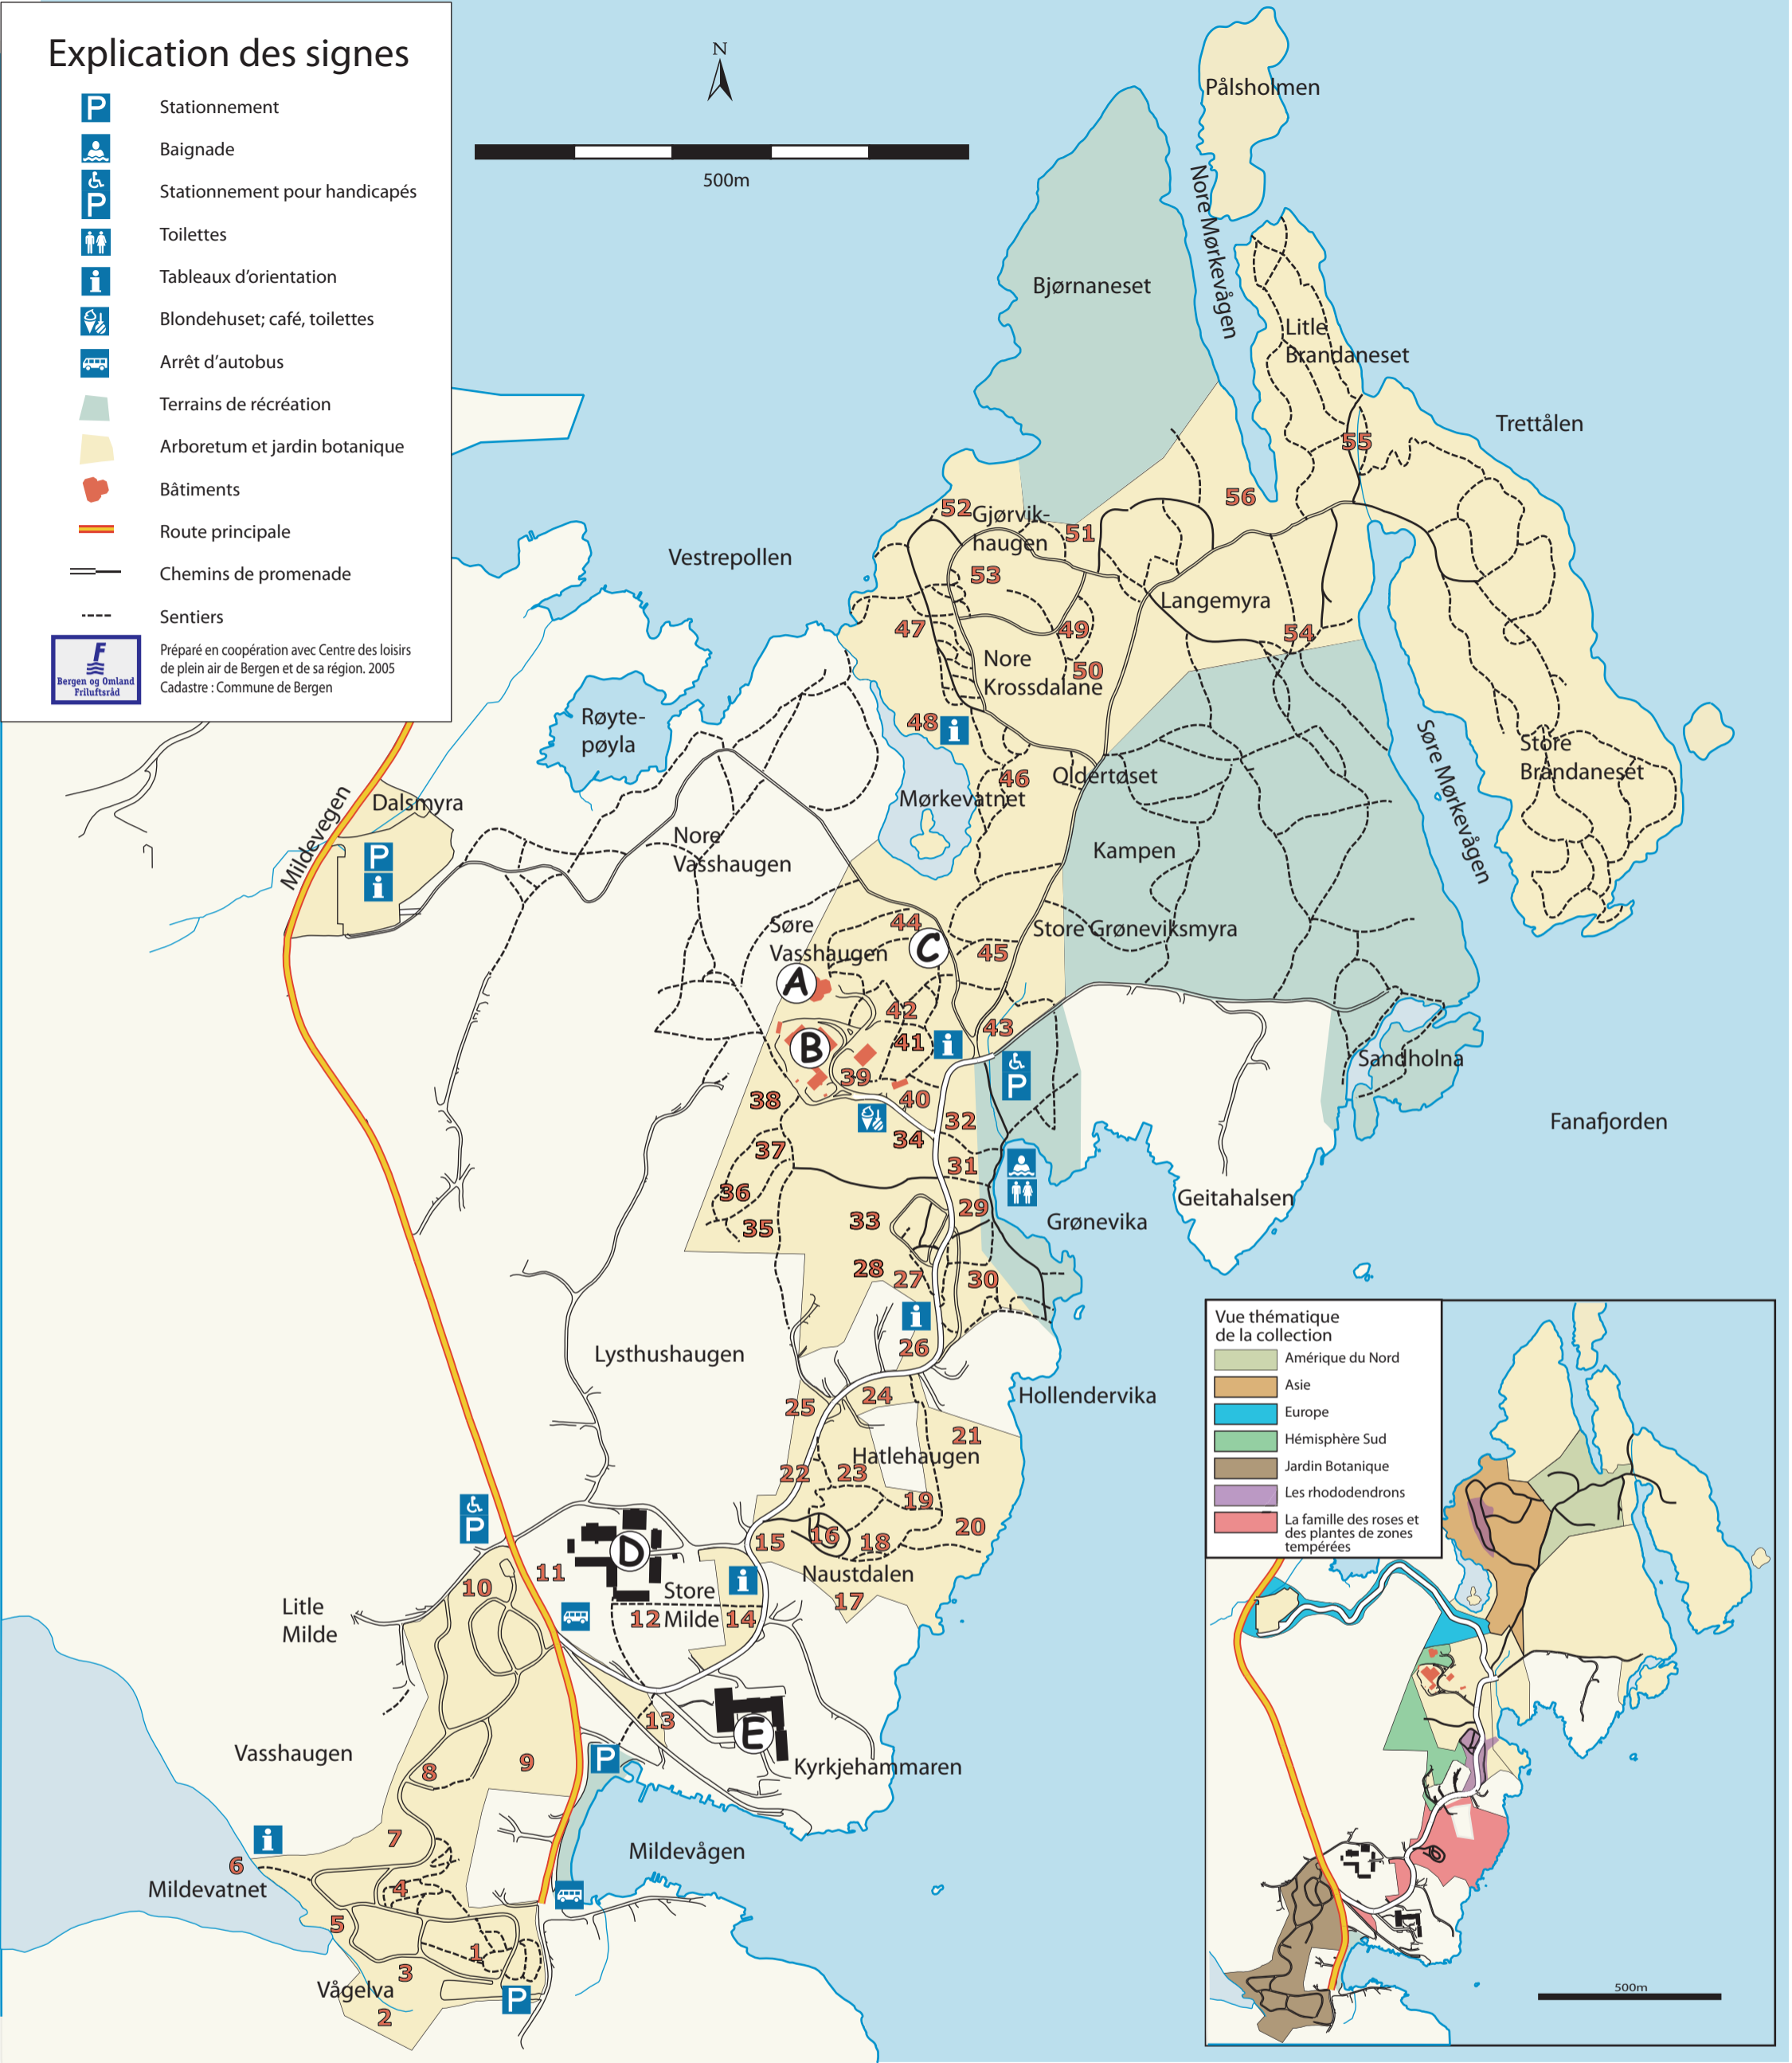 Explication des signes
P
Stationnement
Baignade
P
Stationnement pour handicapés
Toilettes
i
Tableaux d'orientation
Blondehuset; café, toilettes
Arrêt d'autobus
Terrains de récréation
Arboretum et jardin botanique
Bâtiments
Route principale
Chemins de promenade
Sentiers
F
Bergen og Omland
Friluftsråd
Préparé en coopération avec Centre des loisirs
de plein air de Bergen et de sa région. 2005
Cadastre : Commune de Bergen
N
500m
Pålsholmen
Nore Mørkevågen
Bjørnaneset
Litle
Brandaneset
Trettålen
55
56
52
Gjørvik-
haugen
51
53
Vestrepollen
Langemyra
47
49
54
Nore
Krossdalane
50
Røyte-
pøyla
48
i
Søre Mørkevågen
Store
Brandaneset
46
Qldertøset
Mørkevatnet
Mildevegen
Dalsmyra
P
i
Nore
Vasshaugen
Kampen
44
Søre
Vasshaugen
C
45
Store Grøneviksmyra
A
42
43
B
41
i
P
39
Sandholna
38
40
32
Fanafjorden
34
37
31
36
Geitahalsen
35
33
29
Grønevika
28
27
30
i
26
Lysthushaugen
25
24
Hollendervika
21
Hatlehaugen
22
23
19
P
20
15
16
18
D
11
10
i
Naustdalen
Store
Milde
17
12
14
Litle
Milde
13
E
Vasshaugen
8
9
P
Kyrkjehammaren
7
i
6
Mildevatnet
Mildevågen
4
5
1
3
Vågelva
2
P
Vue thématique
de la collection
Amérique du Nord
Asie
Europe
Hémisphère Sud
Jardin Botanique
Les rhododendrons
La famille des roses et
des plantes de zones
tempérées
500m